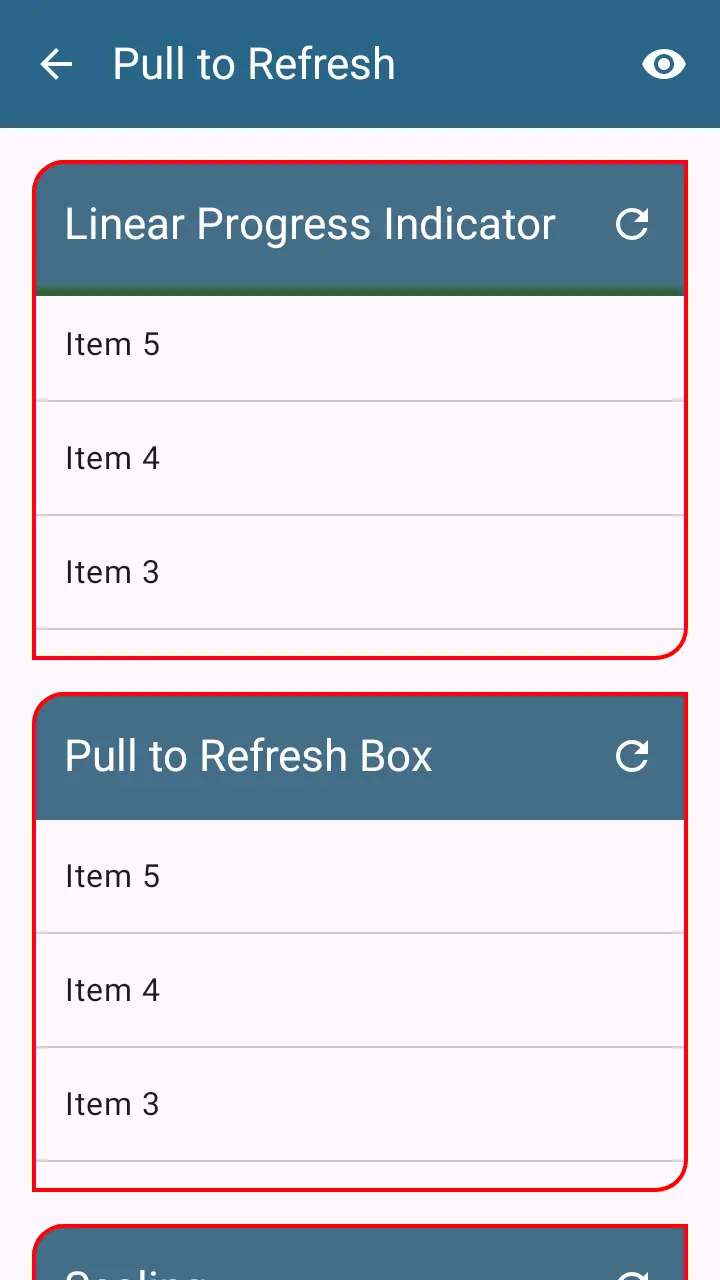 Pull to Refresh
Linear Progress Indicator
Item 5
Item 4
Item 3
Pull to Refresh Box
Item 5
Item 4
Item 3